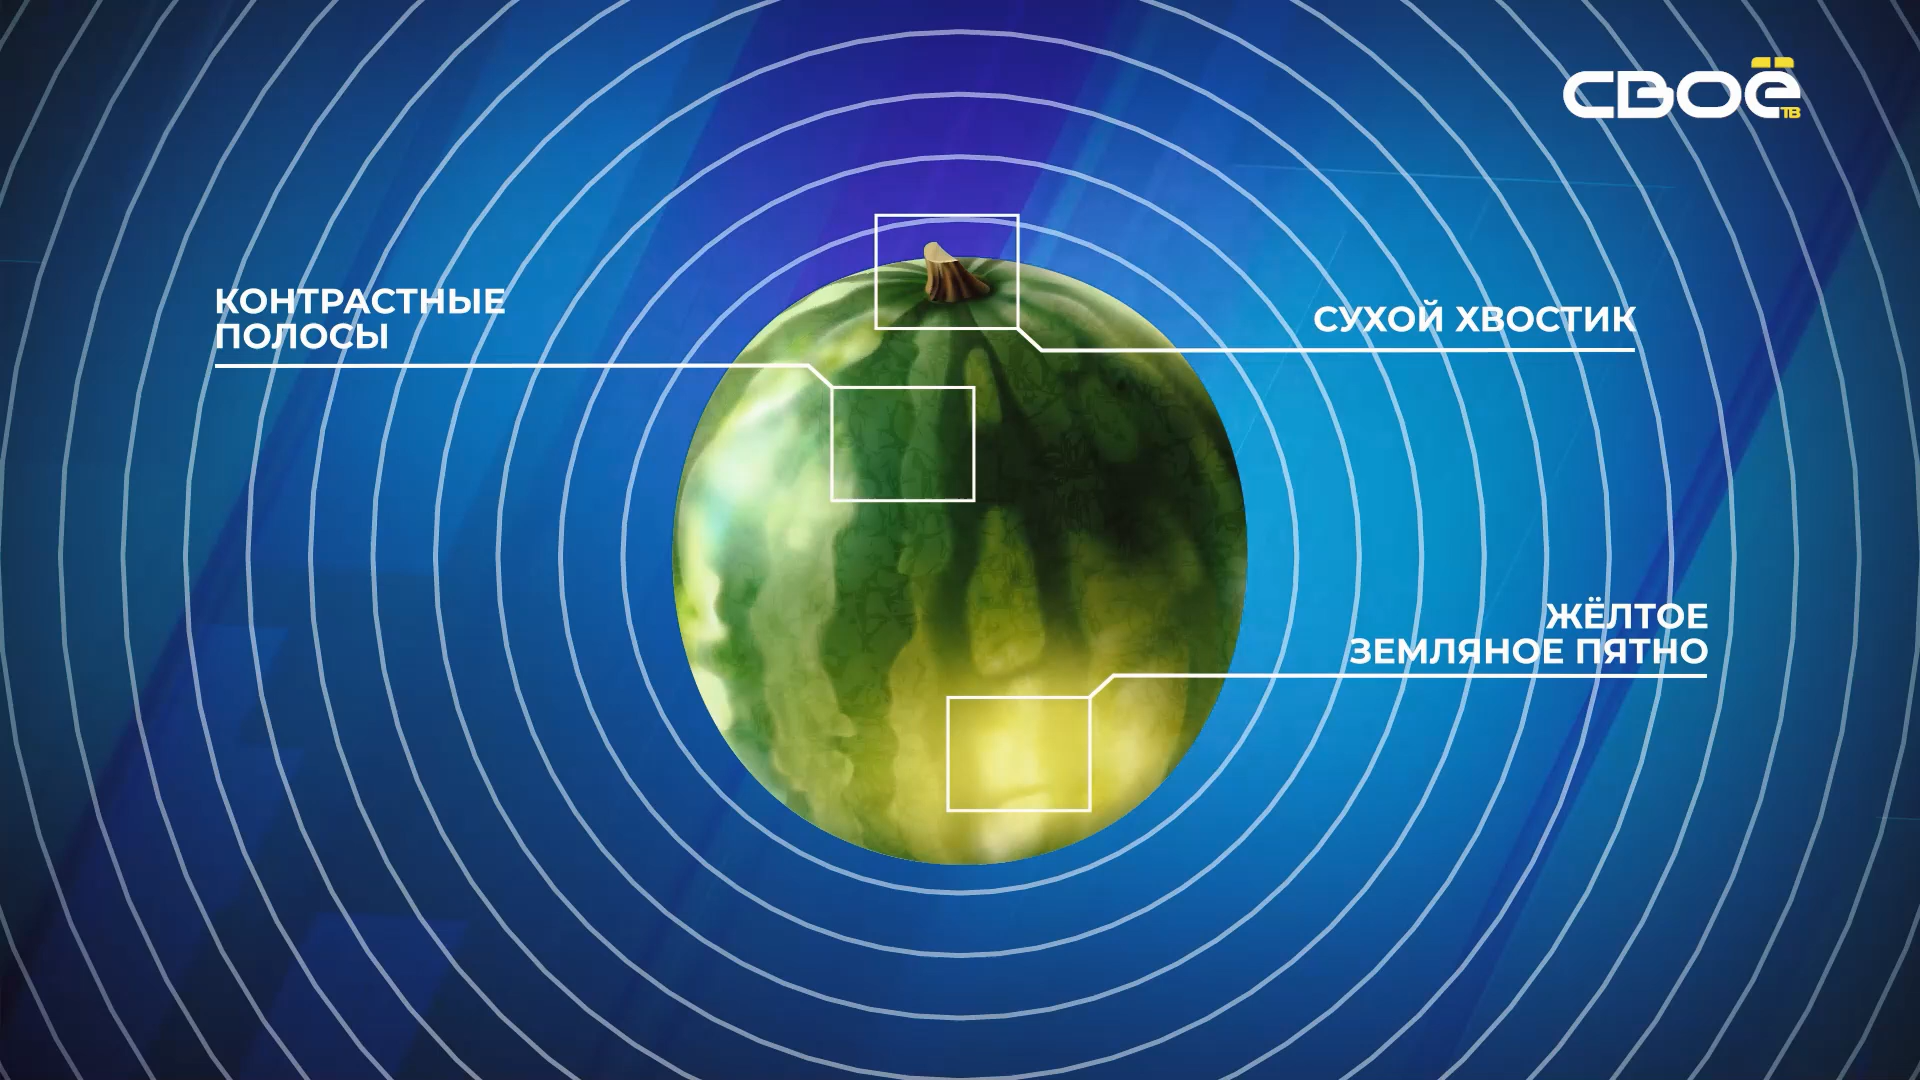 СВОЁ
ТВ
КОНТРАСТНЫЕ
ПОЛОСЫ
СУХОЙ ХВОСТИК
ЖЁЛТОЕ
ЗЕМЛЯНОЕ ПЯТНО